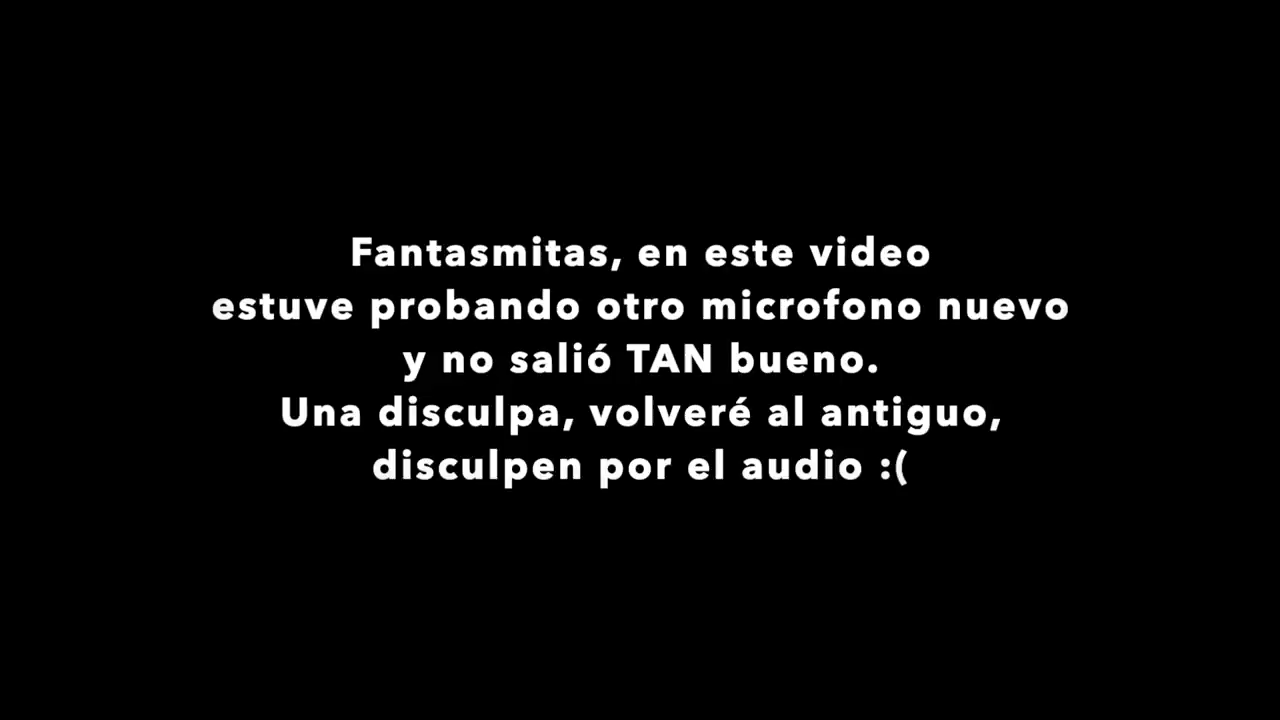 Fantasmitas, en este video
estuve probando otro microfono nuevo
y no salió TAN bueno.
Una disculpa, volveré al antiguo,
disculpen por el audio :(